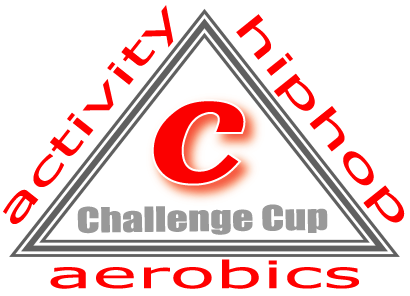 activity
hiphop
C
Challenge Cup
aerobics